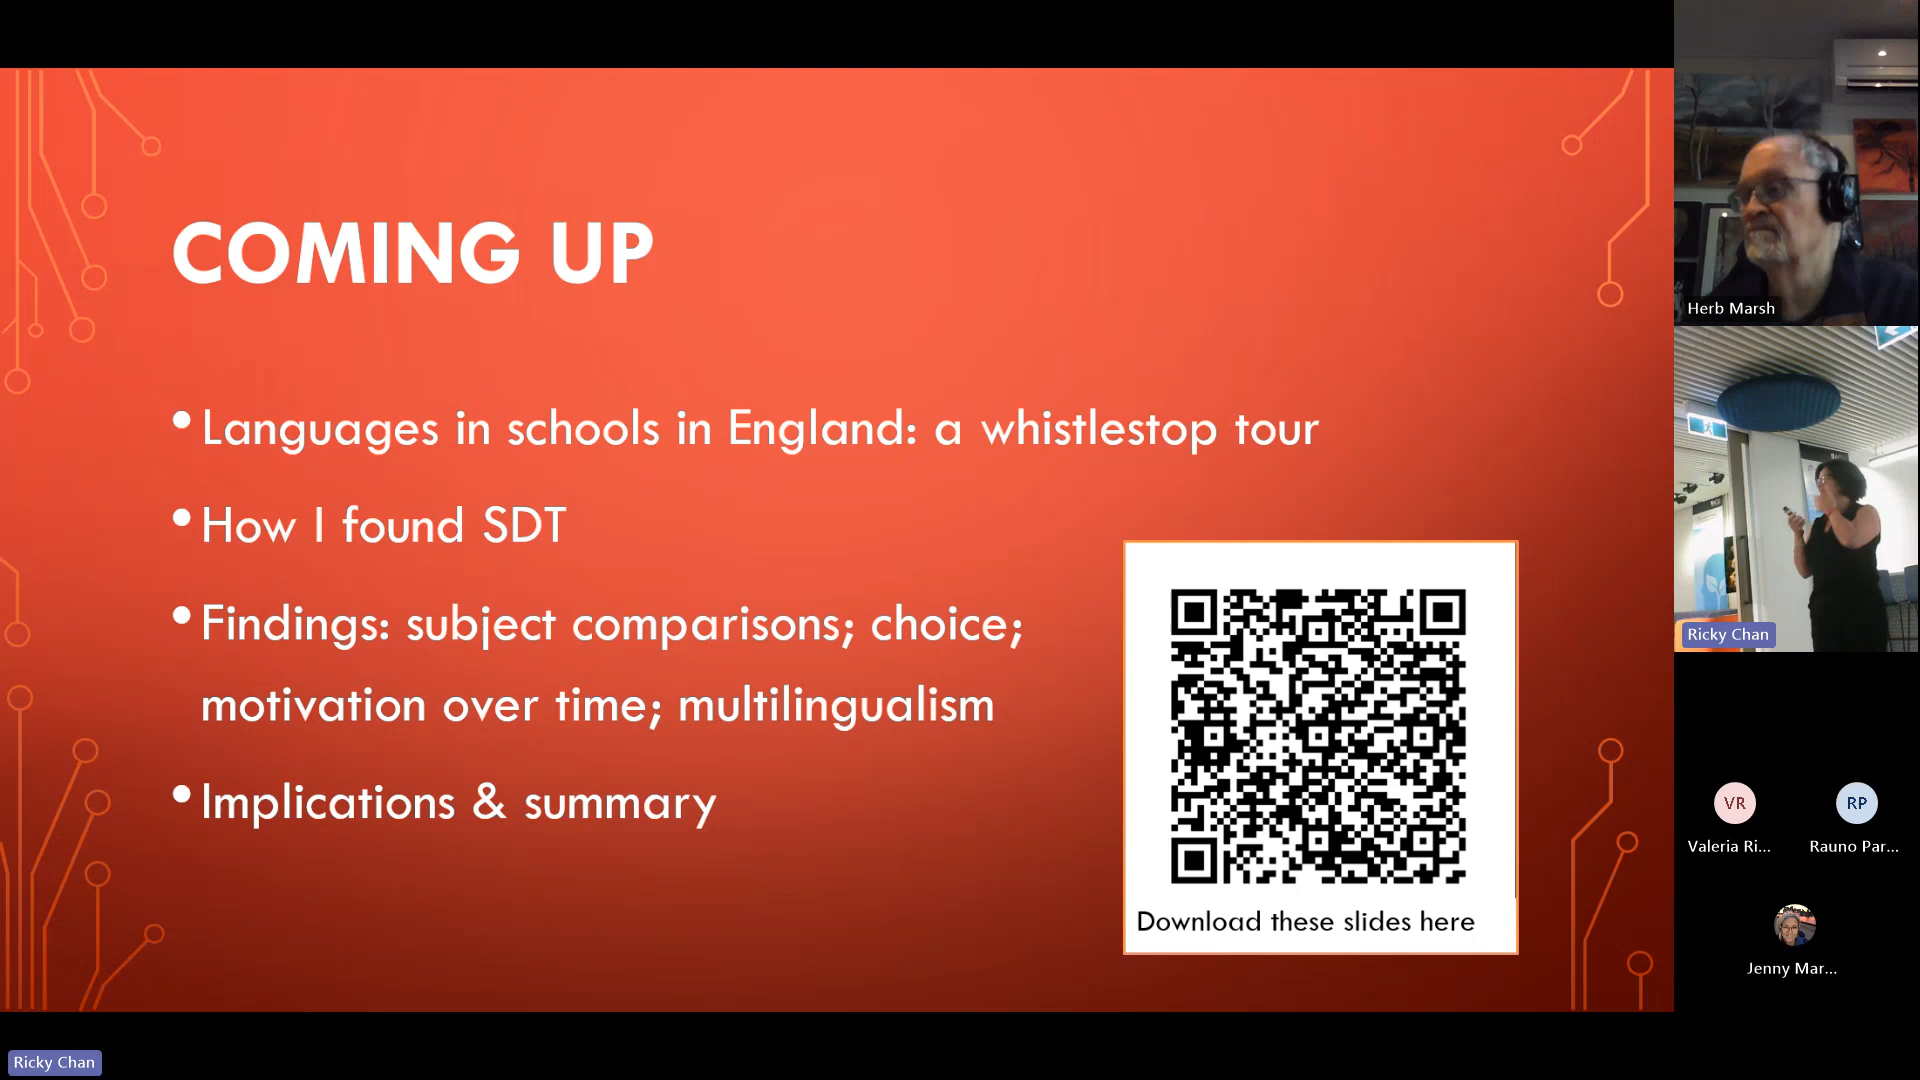 COMING UP
• Languages in schools in England: a whistlestop tour
• How I found SDT
• Findings: subject comparisons; choice;
motivation over time; multilingualism
• Implications & summary
Download these slides here
Herb Marsh
Ricky Chan
VR
RP
Valeria Ri...
Rauno Par...
Jenny Mar...
Ricky Chan